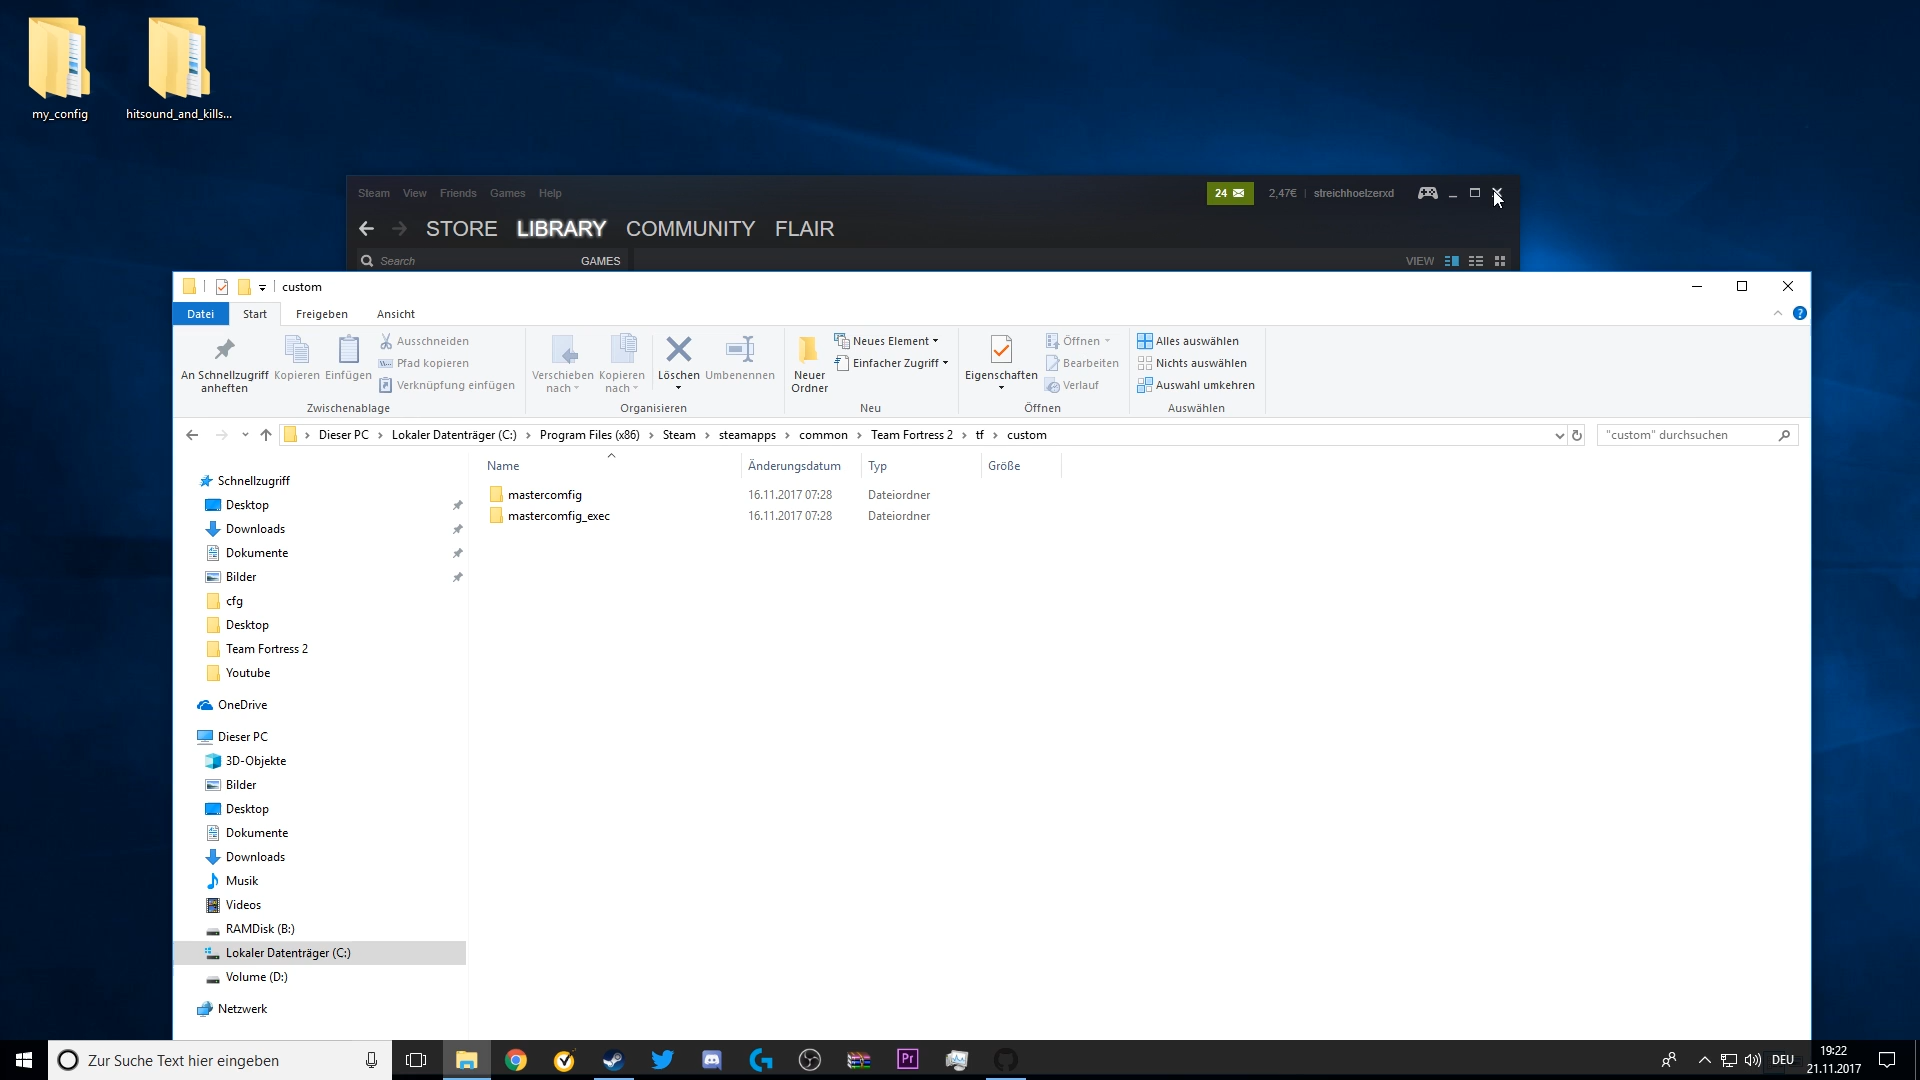 my_config
hitsound_and_kills...
Steam View Friends Games Help
24
2,47€ | streichhoelzerxd
STORE LIBRARY COMMUNITY FLAIR
Search
GAMES
VIEW
custom
Datei Start Freigeben Ansicht
An Schnellzugriff anheften
Kopieren
Einfügen
Ausschneiden
Pfad kopieren
Verknüpfung einfügen
Zwischenablage
Verschieben nach
Kopieren nach
Löschen
Umbenennen
Organisieren
Neuer Ordner
Neues Element
Einfacher Zugriff
Neu
Eigenschaften
Öffnen
Bearbeiten
Verlauf
Öffnen
Alles auswählen
Nichts auswählen
Auswahl umkehren
Auswählen
Dieser PC > Lokaler Datenträger (C:) > Program Files (x86) > Steam > steamapps > common > Team Fortress 2 > tf > custom
"custom" durchsuchen
Name Änderungsdatum Typ Größe
mastercomfig 16.11.2017 07:28 Dateiordner
mastercomfig_exec 16.11.2017 07:28 Dateiordner
Schnellzugriff
Desktop
Downloads
Dokumente
Bilder
cfg
Desktop
Team Fortress 2
Youtube
OneDrive
Dieser PC
3D-Objekte
Bilder
Desktop
Dokumente
Downloads
Musik
Videos
RAMDisk (B:)
Lokaler Datenträger (C:)
Volume (D:)
Netzwerk
Zur Suche Text hier eingeben
Pr
DEU
19:22
21.11.2017